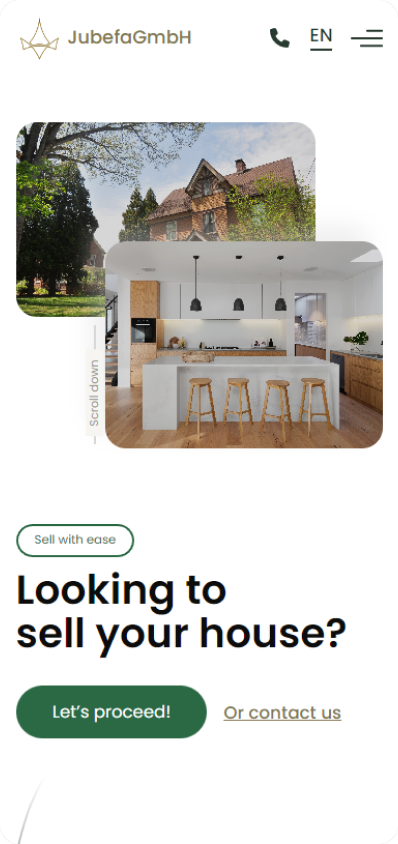 JubefaGmbH
EN
Scroll down
Sell with ease
Looking to
sell your house?
Let’s proceed!
Or contact us